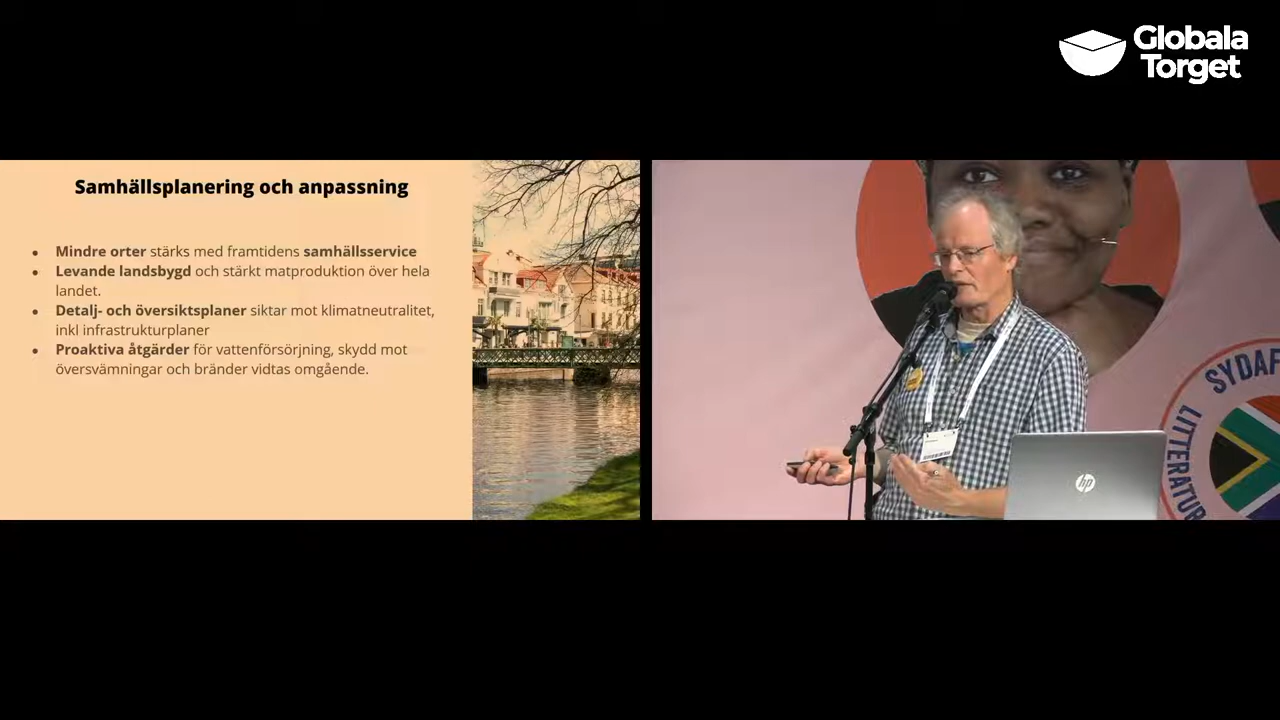 Globala
Torget
Samhällsplanering och anpassning
• Mindre orter stärks med framtidens samhällsservice
• Levande landsbygd och stärkt matproduktion över hela
landet.
• Detalj- och översiktsplaner siktar mot klimatneutralitet,
inkl infrastrukturplaner
• Proaktiva åtgärder för vattenförsörjning, skydd mot
översvämningar och bränder vidtas omgående.
SYDAF
LITTERATUR
hp